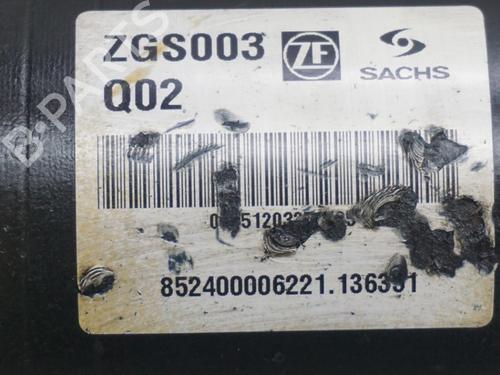 ZGS003 ZF SACHS
Q02
852400006221.136391
B-PARTS